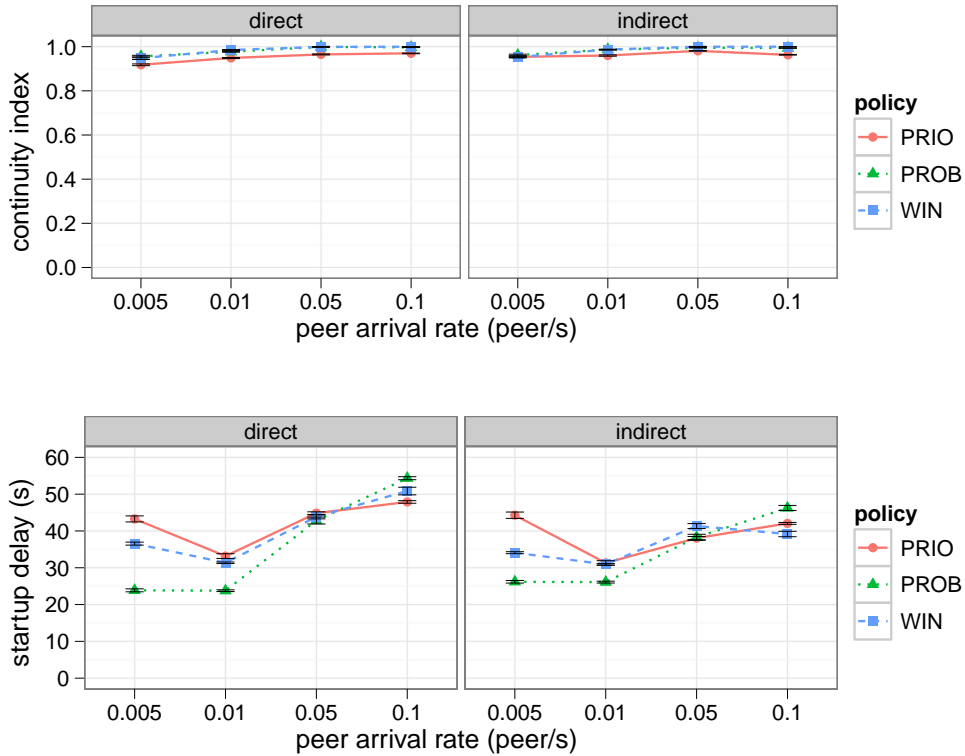 direct
indirect
continuity index
1.0
0.8
0.6
0.4
0.2
0.0
0.005
0.01
0.05
0.1
0.005
0.01
0.05
0.1
peer arrival rate (peer/s)
policy
PRIO
PROB
WIN
direct
indirect
startup delay (s)
60
50
40
30
20
10
0
0.005
0.01
0.05
0.1
0.005
0.01
0.05
0.1
peer arrival rate (peer/s)
policy
PRIO
PROB
WIN